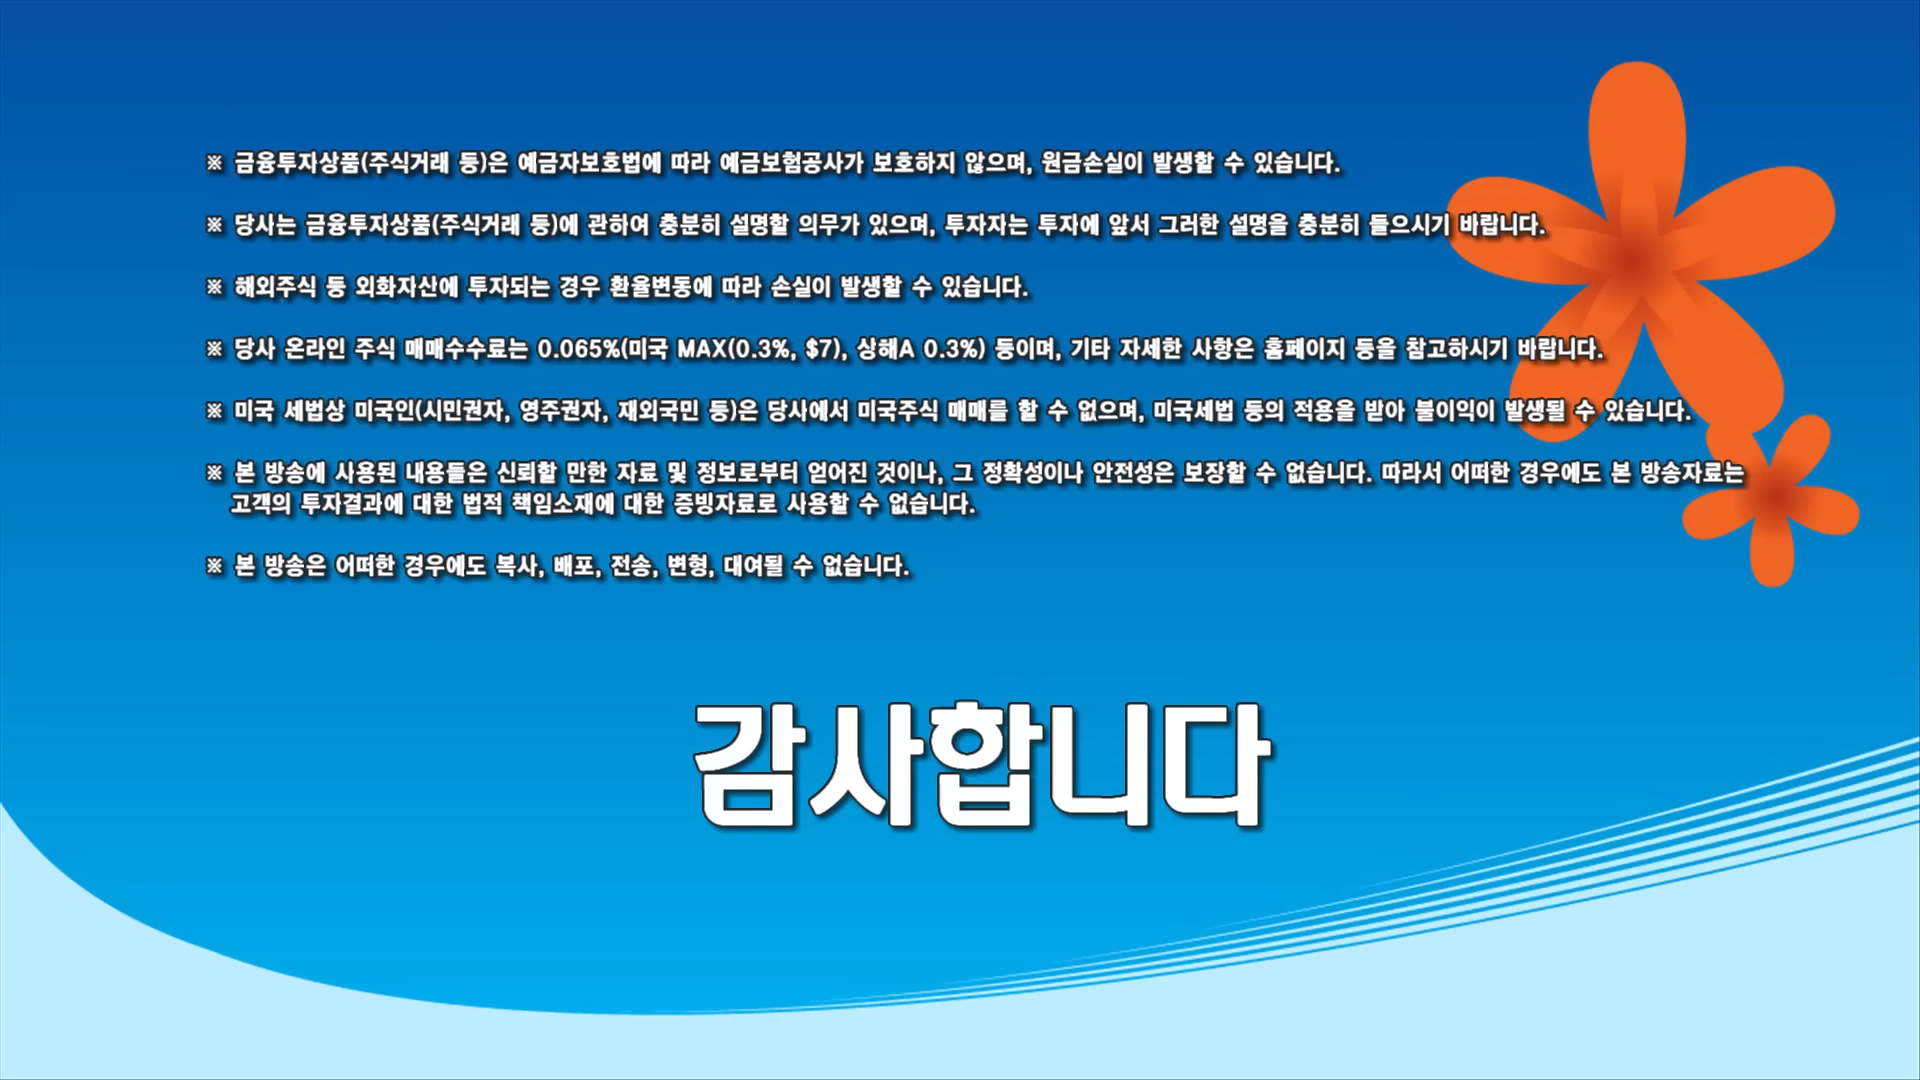 ※ 금융투자상품(주식거래 등)은 예금자보호법에 따라 예금보험공사가 보호하지 않으며, 원금손실이 발생할 수 있습니다.
※ 당사는 금융투자상품(주식거래 등)에 관하여 충분히 설명할 의무가 있으며, 투자자는 투자에 앞서 그러한 설명을 충분히 들으시기 바랍니다.
※ 해외주식 등 외화자산에 투자되는 경우 환율변동에 따라 손실이 발생할 수 있습니다.
※ 당사 온라인 주식 매매수수료는 0.065%(미국 MAX(0.3%, $7), 상해A 0.3%) 등이며, 기타 자세한 사항은 홈페이지 등을 참고하시기 바랍니다.
※ 미국 세법상 미국인(시민권자, 영주권자, 재외국민 등)은 당사에서 미국주식 매매를 할 수 없으며, 미국세법 등의 적용을 받아 불이익이 발생될 수 있습니다.
※ 본 방송에 사용된 내용들은 신뢰할 만한 자료 및 정보로부터 얻어진 것이나, 그 정확성이나 안전성은 보장할 수 없습니다. 따라서 어떠한 경우에도 본 방송자료는
고객의 투자결과에 대한 법적 책임소재에 대한 증빙자료로 사용할 수 없습니다.
※ 본 방송은 어떠한 경우에도 복사, 배포, 전송, 변형, 대여될 수 없습니다.
감사합니다